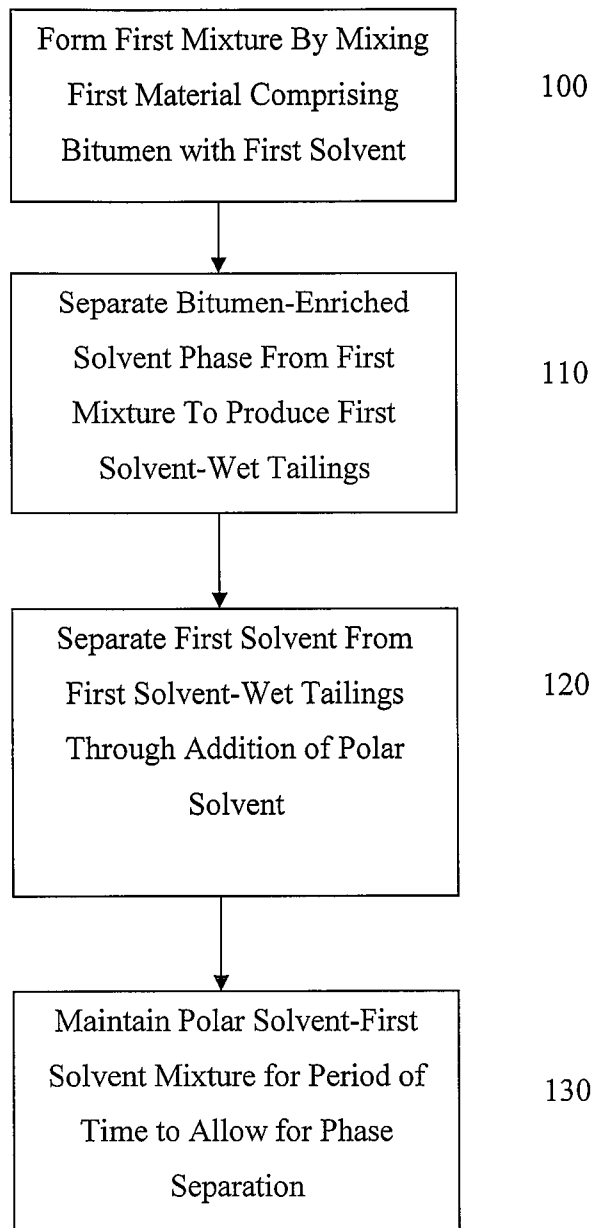 Form First Mixture By Mixing
First Material Comprising
Bitumen with First Solvent
100
Separate Bitumen-Enriched
Solvent Phase From First
Mixture To Produce First
Solvent-Wet Tailings
110
Separate First Solvent From
First Solvent-Wet Tailings
Through Addition of Polar
Solvent
120
Maintain Polar Solvent-First
Solvent Mixture for Period of
Time to Allow for Phase
Separation
130